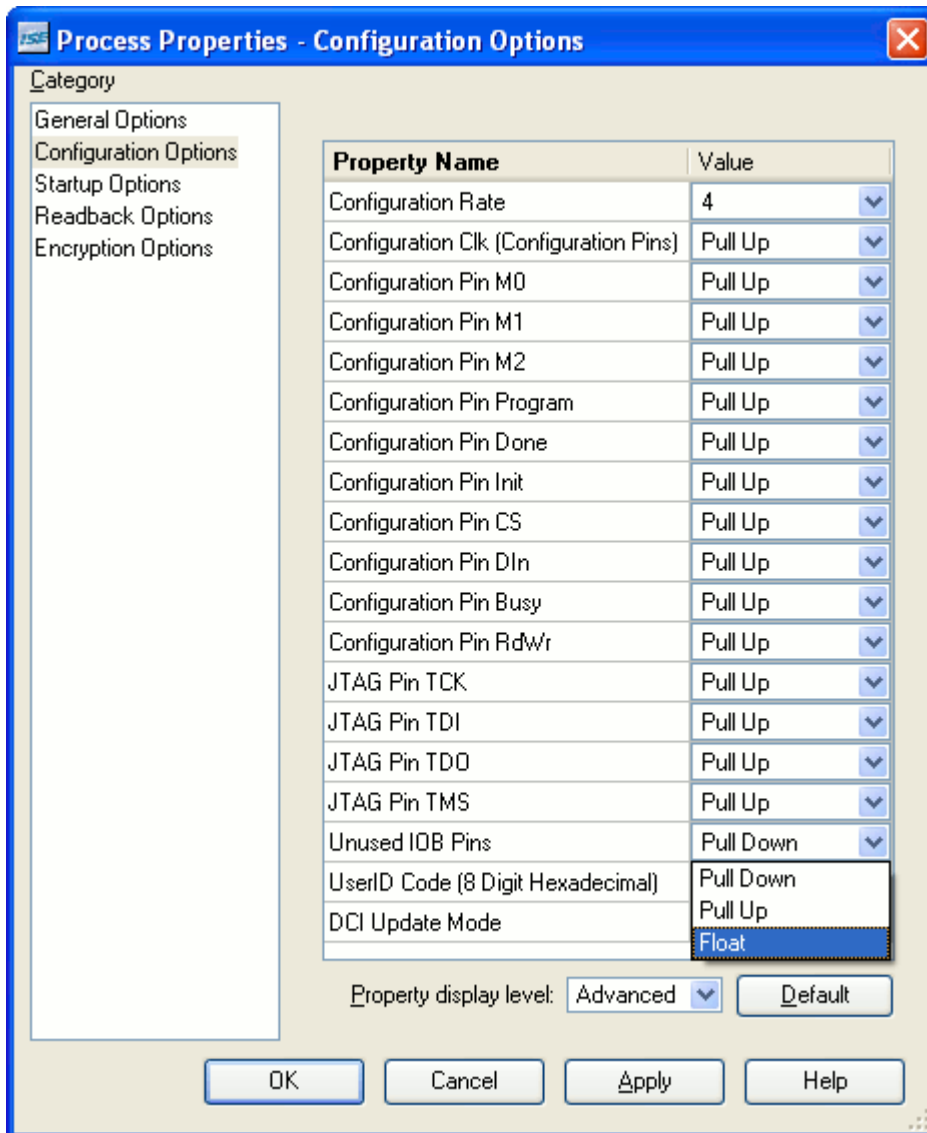 ISE Process Properties - Configuration Options
Category
General Options
Configuration Options
Startup Options
Readback Options
Encryption Options
Property Name Value
Configuration Rate 4
Configuration Clk (Configuration Pins) Pull Up
Configuration Pin M0 Pull Up
Configuration Pin M1 Pull Up
Configuration Pin M2 Pull Up
Configuration Pin Program Pull Up
Configuration Pin Done Pull Up
Configuration Pin Init Pull Up
Configuration Pin CS Pull Up
Configuration Pin DIn Pull Up
Configuration Pin Busy Pull Up
Configuration Pin RdWr Pull Up
JTAG Pin TCK Pull Up
JTAG Pin TDI Pull Up
JTAG Pin TDO Pull Up
JTAG Pin TMS Pull Up
Unused IOB Pins Pull Down
UserID Code (8 Digit Hexadecimal) Pull Down
Pull Up
DCI Update Mode
Float
Property display level: Advanced Default
OK Cancel Apply Help